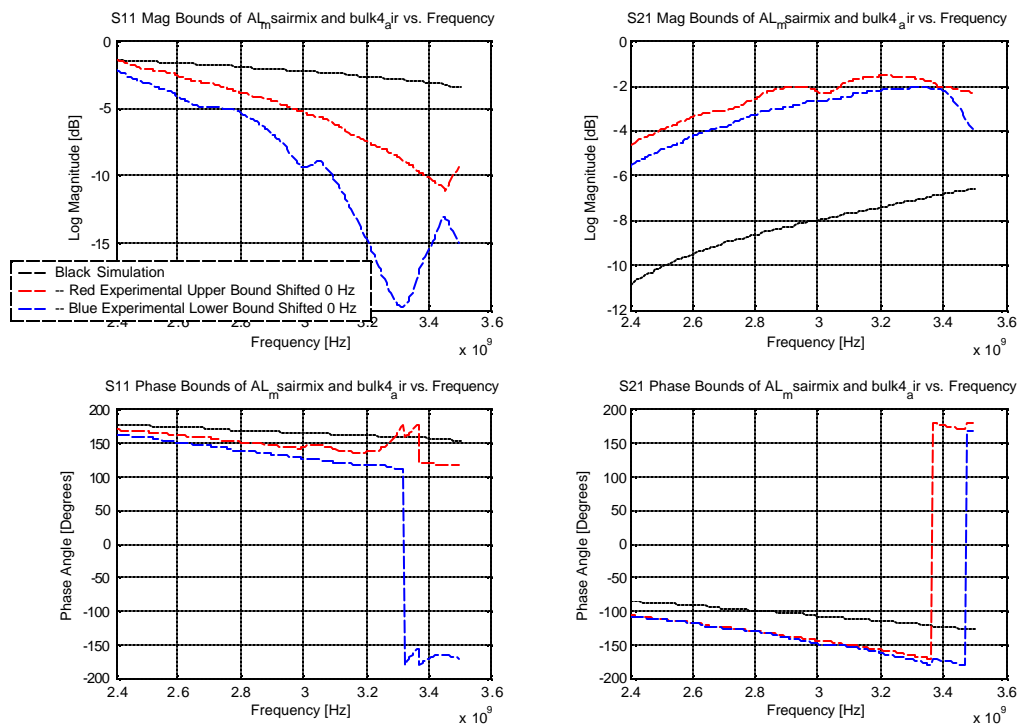 S11 Mag Bounds of AL_msairmix and bulk4_air vs. Frequency
0
-5
-10
-15
Log Magnitude [dB]
2.4 2.6 2.8 3 3.2 3.4 3.6
Frequency [Hz]
x 10^9
Black Simulation
-- Red Experimental Upper Bound Shifted 0 Hz
-- Blue Experimental Lower Bound Shifted 0 Hz
S21 Mag Bounds of AL_msairmix and bulk4_air vs. Frequency
0
-2
-4
-6
-8
-10
-12
Log Magnitude [dB]
2.4 2.6 2.8 3 3.2 3.4 3.6
Frequency [Hz]
x 10^9
S11 Phase Bounds of AL_msairmix and bulk4_air vs. Frequency
200
150
100
50
0
-50
-100
-150
-200
Phase Angle [Degrees]
2.4 2.6 2.8 3 3.2 3.4 3.6
Frequency [Hz]
x 10^9
S21 Phase Bounds of AL_msairmix and bulk4_air vs. Frequency
200
150
100
50
0
-50
-100
-150
-200
Phase Angle [Degrees]
2.4 2.6 2.8 3 3.2 3.4 3.6
Frequency [Hz]
x 10^9